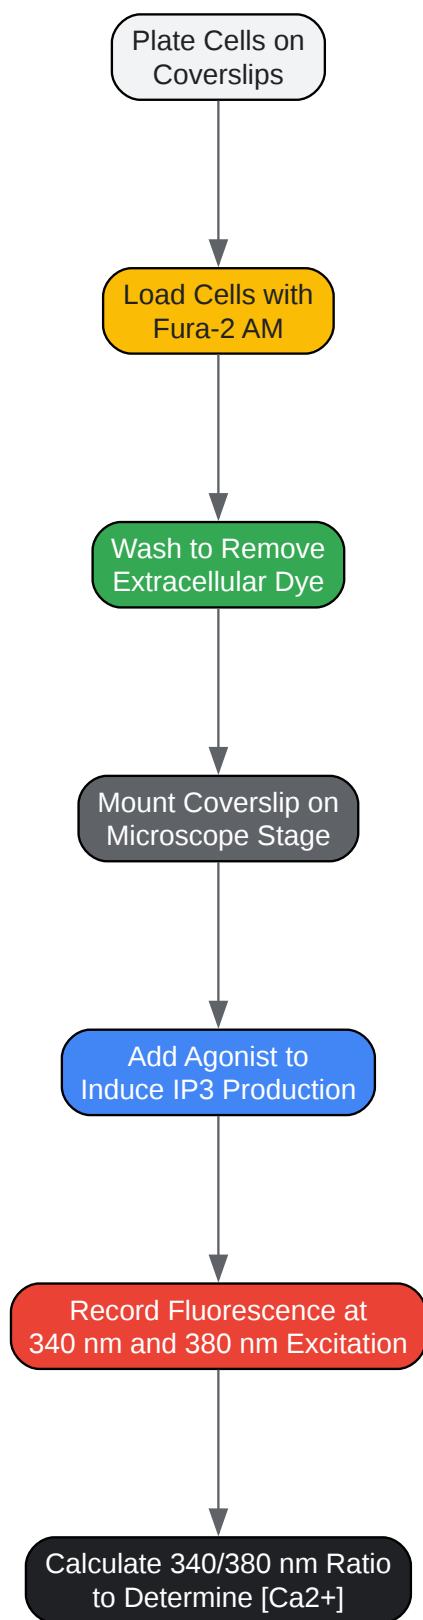 Plate Cells on
Coverslips
Load Cells with
Fura-2 AM
Wash to Remove
Extracellular Dye
Mount Coverslip on
Microscope Stage
Add Agonist to
Induce IP3 Production
Record Fluorescence at
340 nm and 380 nm Excitation
Calculate 340/380 nm Ratio
to Determine [Ca2+]